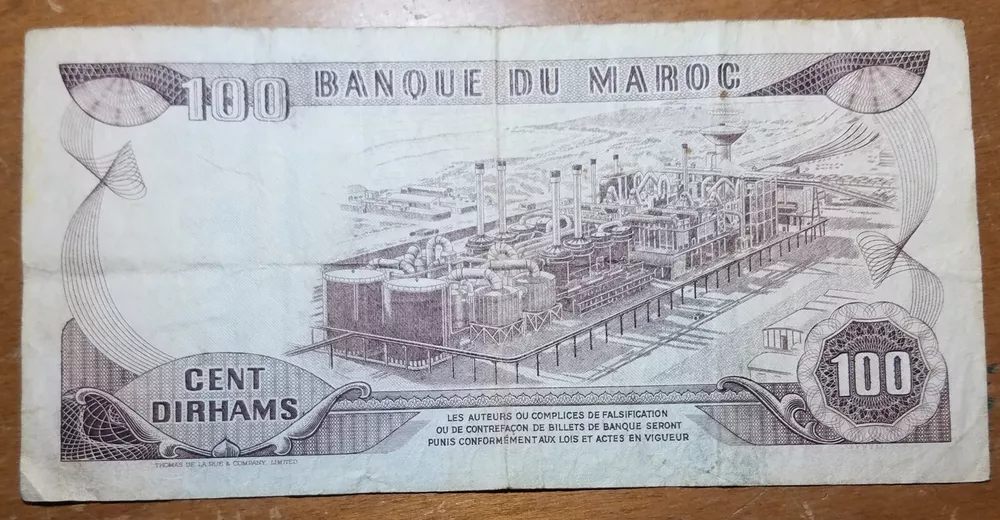 100 BANQUE DU MAROC
CENT
DIRHAMS
100
LES AUTEURS OU COMPLICES DE FALSIFICATION
OU DE CONTREFAÇON DE BILLETS DE BANQUE SERONT
PUNIS CONFORMÉMENT AUX LOIS ET ACTES EN VIGUEUR
THOMAS DE LA RUE & COMPANY, LIMITED